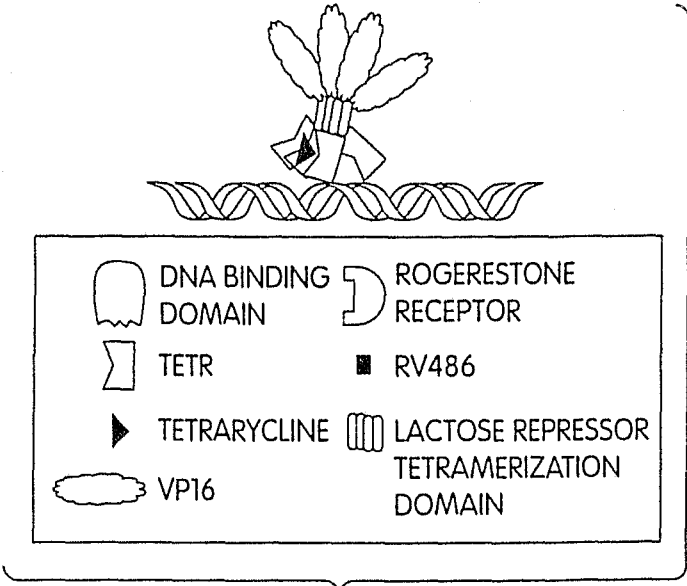 DNA BINDING
DOMAIN
ROGERESTONE
RECEPTOR
TETR
RV486
TETRARYCLINE
LACTOSE REPRESSOR
TETRAMERIZATION
DOMAIN
VP16